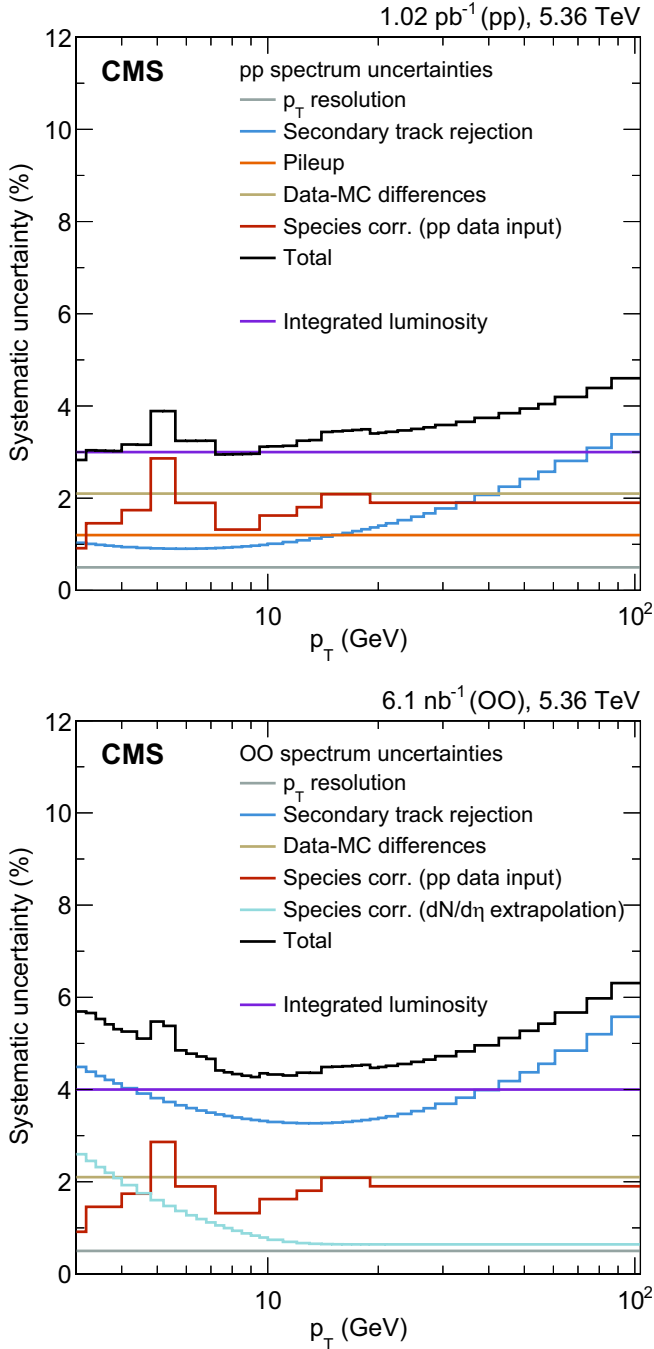 1.02 pb⁻¹ (pp), 5.36 TeV
CMS
pp spectrum uncertainties
p_T resolution
Secondary track rejection
Pileup
Data-MC differences
Species corr. (pp data input)
Total
Integrated luminosity
Systematic uncertainty (%)
12
10
8
6
4
2
0
10
10²
p_T (GeV)
6.1 nb⁻¹ (OO), 5.36 TeV
CMS
OO spectrum uncertainties
p_T resolution
Secondary track rejection
Data-MC differences
Species corr. (pp data input)
Species corr. (dN/dη extrapolation)
Total
Integrated luminosity
Systematic uncertainty (%)
12
10
8
6
4
2
0
10
10²
p_T (GeV)